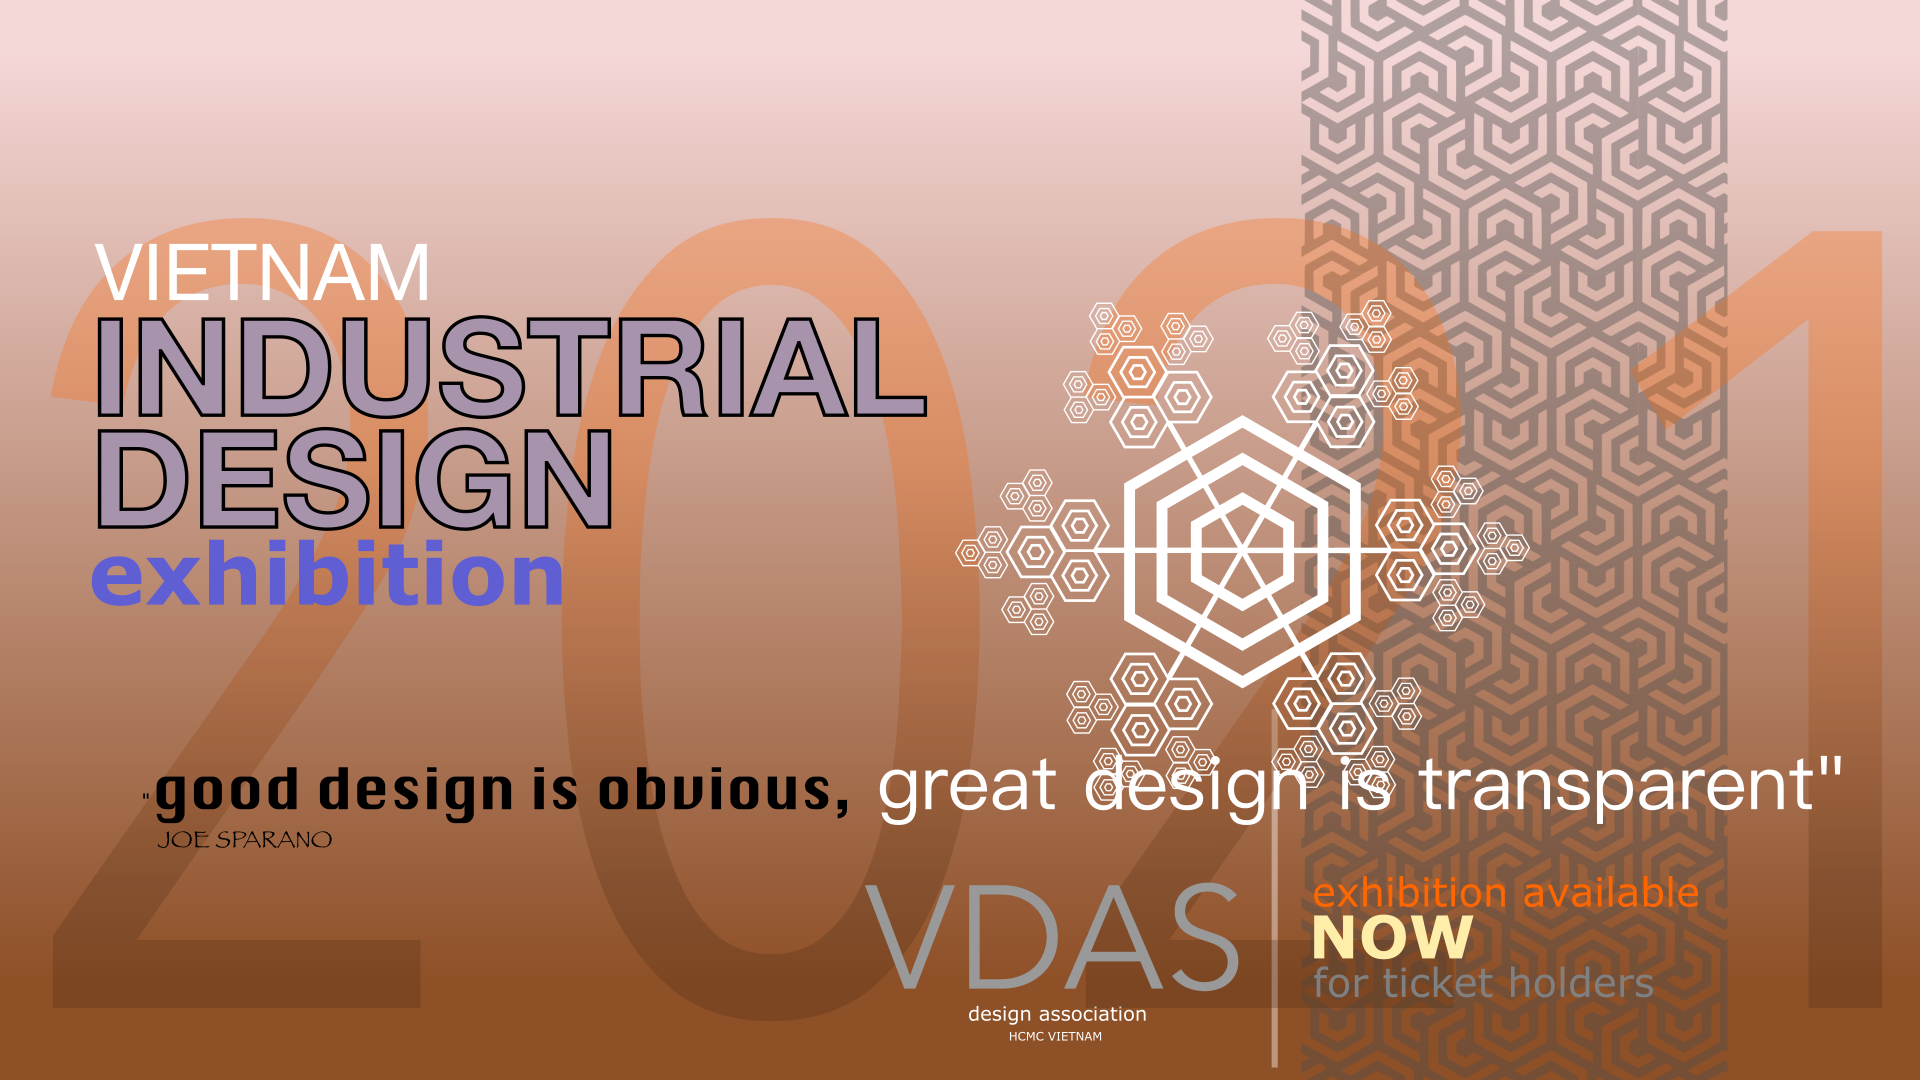 2021
VIETNAM
INDUSTRIAL
DESIGN
exhibition
"good design is obvious, great design is transparent"
JOE SPARANO
VDAS
design association
HCMC VIETNAM
exhibition available
NOW
for ticket holders